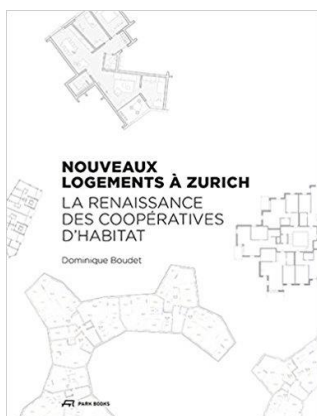 NOUVEAUX
LOGEMENTS À ZURICH
LA RENAISSANCE
DES COOPÉRATIVES
D'HABITAT
Dominique Boudet
PARK BOOKS